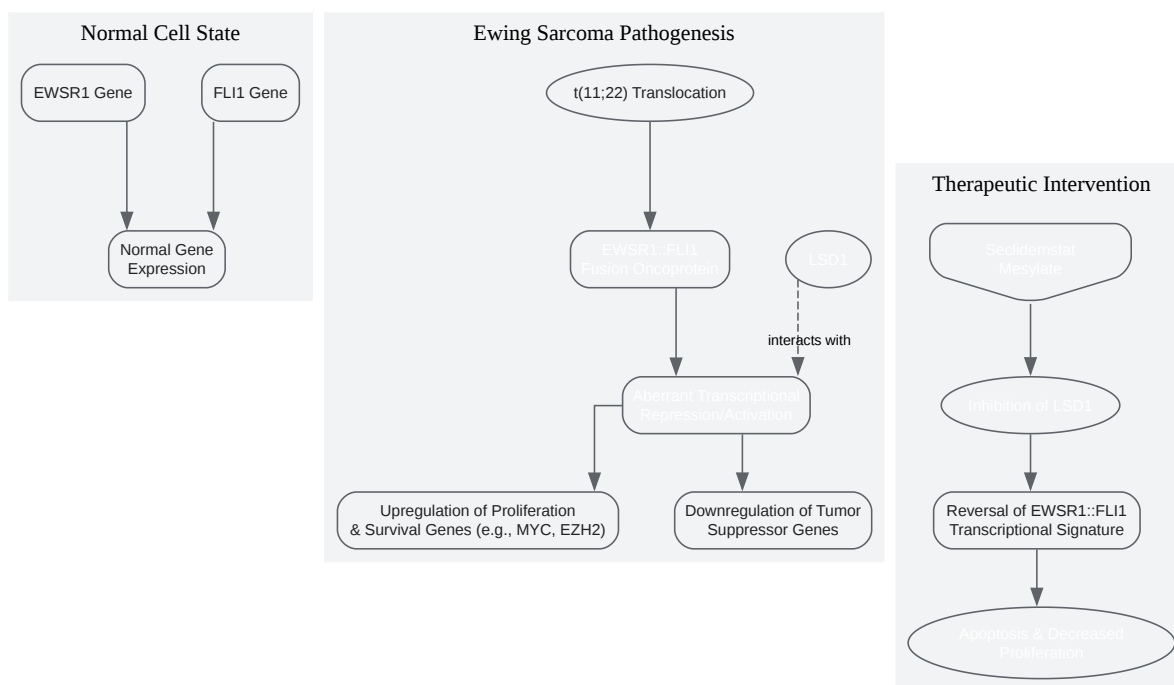 Normal Cell State
EWSR1 Gene
FLI1 Gene
Normal Gene
Expression
Ewing Sarcoma Pathogenesis
t(11;22) Translocation
EWSR1::FLI1
Fusion Oncoprotein
LSD1
interacts with
Aberrant Transcriptional
Repression/Activation
Upregulation of Proliferation
& Survival Genes (e.g., MYC, EZH2)
Downregulation of Tumor
Suppressor Genes
Therapeutic Intervention
Seclidemstat
Mesylate
Inhibition of LSD1
Reversal of EWSR1::FLI1
Transcriptional Signature
Apoptosis & Decreased
Proliferation